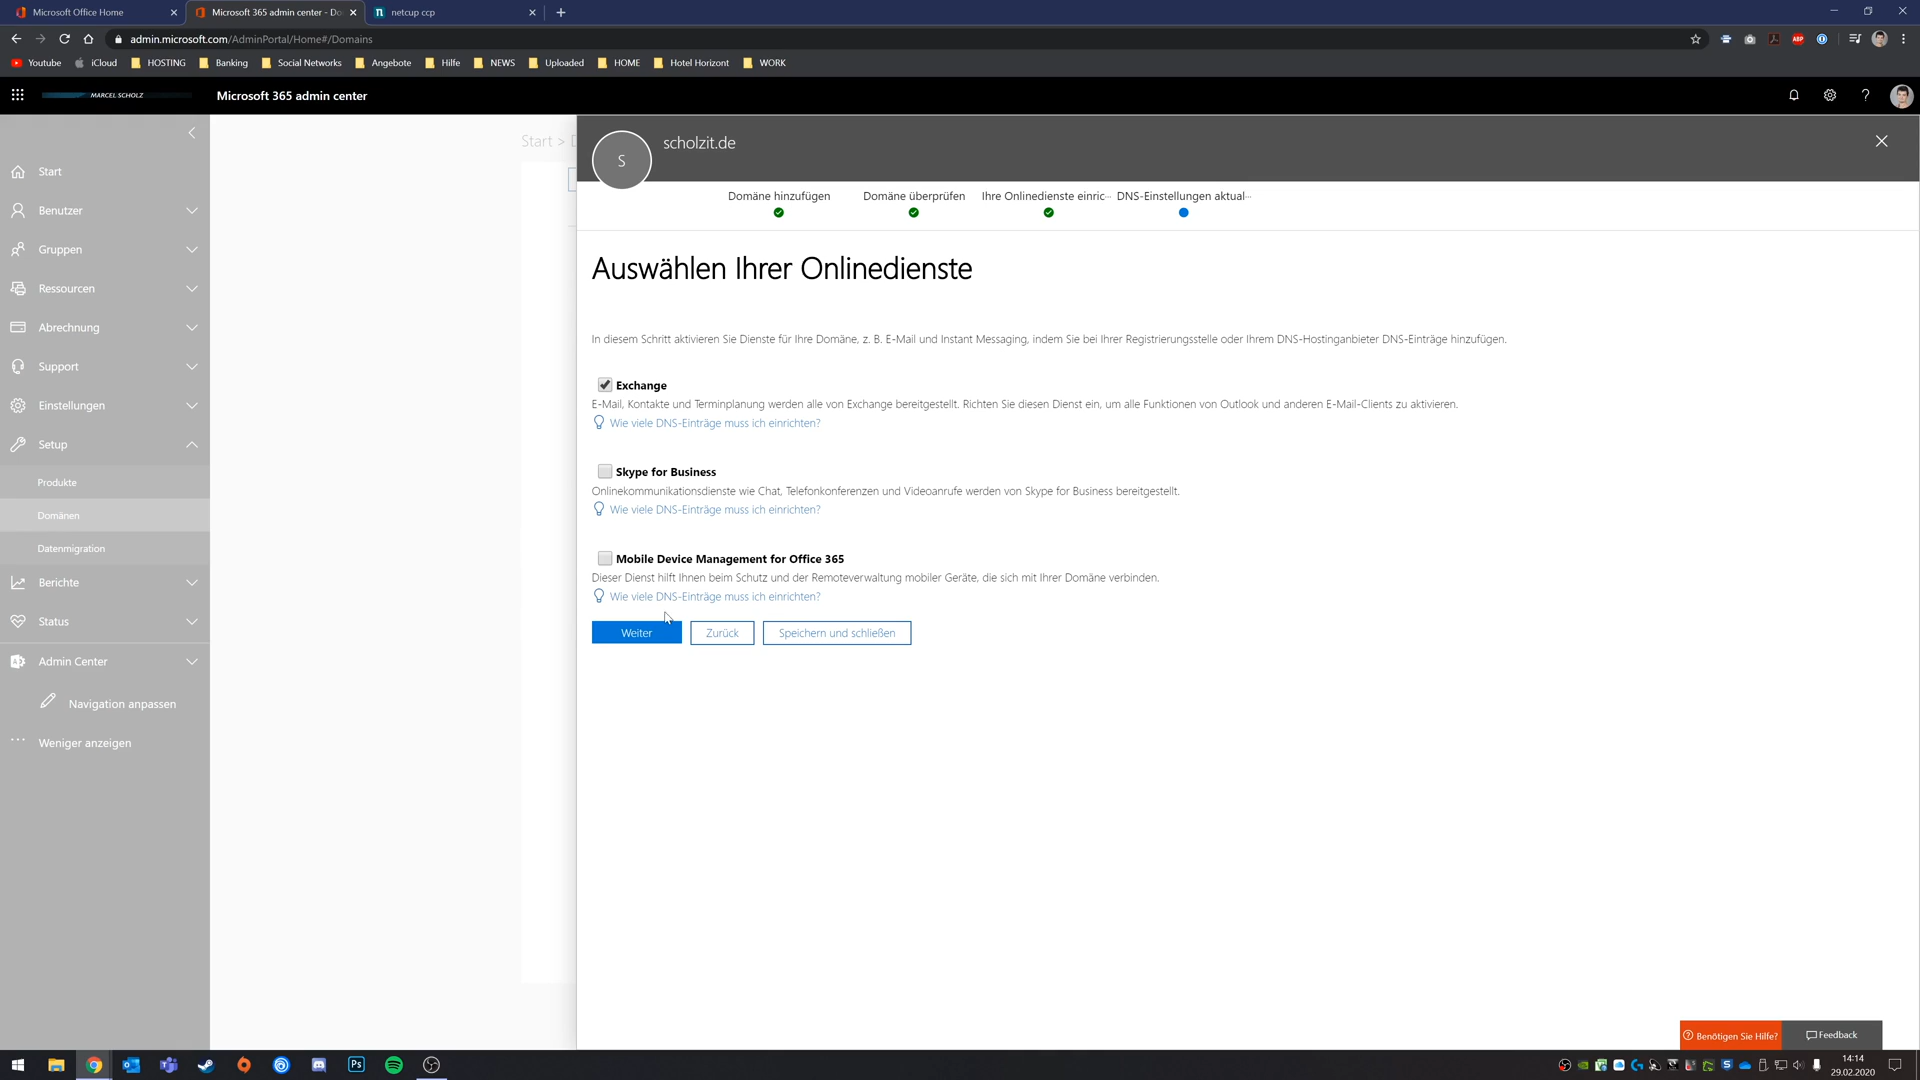 Microsoft Office Home
Microsoft 365 admin center - Do
netcup ccp
admin.microsoft.com/AdminPortal/Home#/Domains
Youtube
iCloud
HOSTING
Banking
Social Networks
Angebote
Hilfe
NEWS
Uploaded
HOME
Hotel Horizont
WORK
ABP
MARCEL SCHOLZ
Microsoft 365 admin center
?
Start
Benutzer
Gruppen
Ressourcen
Abrechnung
Support
Einstellungen
Setup
Produkte
Domänen
Datenmigration
Berichte
Status
Admin Center
Navigation anpassen
Weniger anzeigen
Start > D
S
scholzit.de
Domäne hinzufügen
Domäne überprüfen
Ihre Onlinedienste einric...
DNS-Einstellungen aktual...
Auswählen Ihrer Onlinedienste
In diesem Schritt aktivieren Sie Dienste für Ihre Domäne, z. B. E-Mail und Instant Messaging, indem Sie bei Ihrer Registrierungsstelle oder Ihrem DNS-Hostinganbieter DNS-Einträge hinzufügen.
Exchange
E-Mail, Kontakte und Terminplanung werden alle von Exchange bereitgestellt. Richten Sie diesen Dienst ein, um alle Funktionen von Outlook und anderen E-Mail-Clients zu aktivieren.
Wie viele DNS-Einträge muss ich einrichten?
Skype for Business
Onlinekommunikationsdienste wie Chat, Telefonkonferenzen und Videoanrufe werden von Skype for Business bereitgestellt.
Wie viele DNS-Einträge muss ich einrichten?
Mobile Device Management for Office 365
Dieser Dienst hilft Ihnen beim Schutz und der Remoteverwaltung mobiler Geräte, die sich mit Ihrer Domäne verbinden.
Wie viele DNS-Einträge muss ich einrichten?
Weiter
Zurück
Speichern und schließen
Benötigen Sie Hilfe?
Feedback
Ps
14:14
29.02.2020